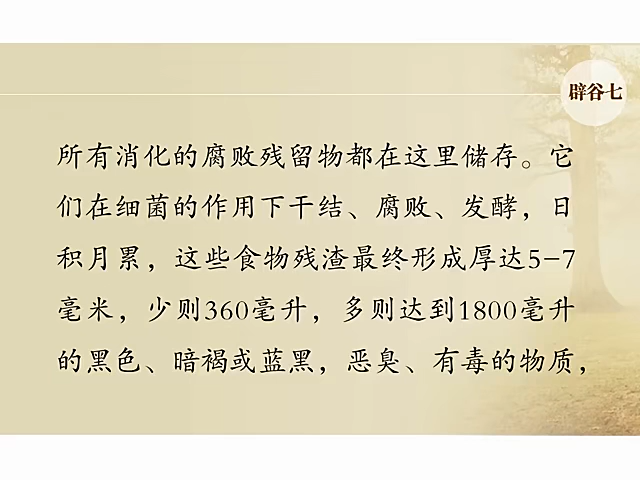 辟谷七
所有消化的腐败残留物都在这里储存。它
们在细菌的作用下干结、腐败、发酵，日
积月累，这些食物残渣最终形成厚达5-7
毫米，少则360毫升，多则达到1800毫升
的黑色、暗褐或蓝黑，恶臭、有毒的物质，